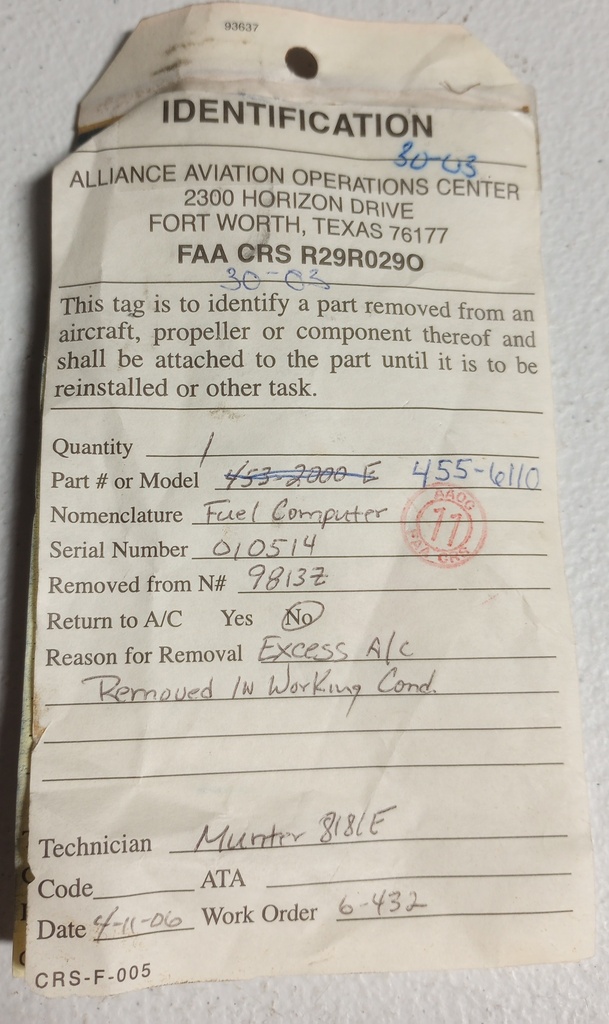 93637
IDENTIFICATION
30-03
ALLIANCE AVIATION OPERATIONS CENTER
2300 HORIZON DRIVE
FORT WORTH, TEXAS 76177
FAA CRS R29R029O
30-03
This tag is to identify a part removed from an
aircraft, propeller or component thereof and
shall be attached to the part until it is to be
reinstalled or other task.
Quantity 1
Part # or Model 453-2000 E 455-6110
Nomenclature Fuel Computer
AAOC
11
FAA CRS
Serial Number 010514
Removed from N# 9813Z
Return to A/C Yes No
Reason for Removal Excess A/C
Removed IN Working Cond.
Technician Munter 8181E
Code ATA
Date 4-11-06 Work Order 6-432
CRS-F-005